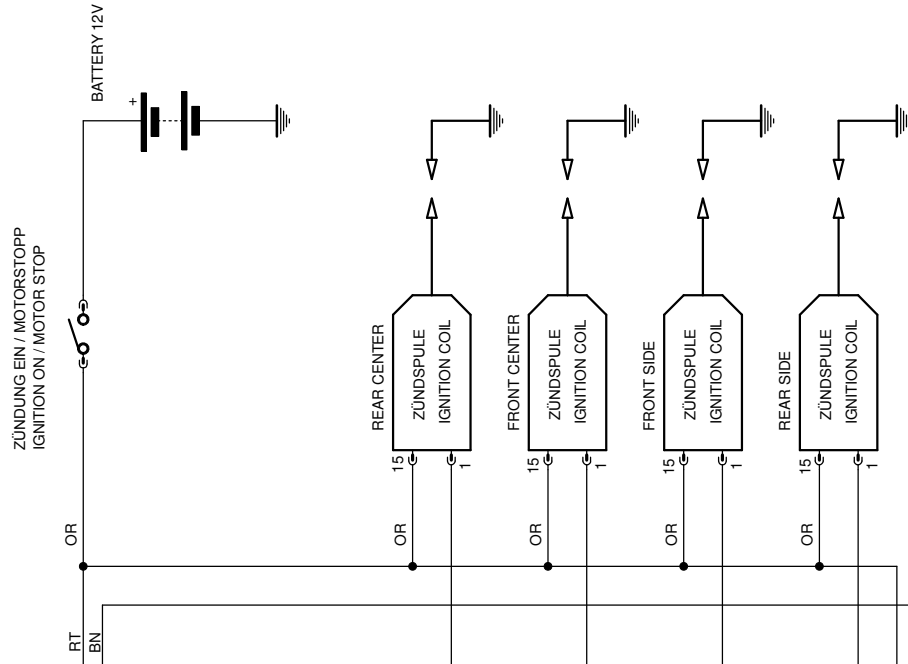 BATTERY 12V
+
ZÜNDUNG EIN / MOTORSTOPP
IGNITION ON / MOTOR STOP
REAR CENTER
ZÜNDSPULE
IGNITION COIL
15
1
FRONT CENTER
ZÜNDSPULE
IGNITION COIL
15
1
FRONT SIDE
ZÜNDSPULE
IGNITION COIL
15
1
REAR SIDE
ZÜNDSPULE
IGNITION COIL
15
1
OR
OR
OR
OR
OR
RT
BN